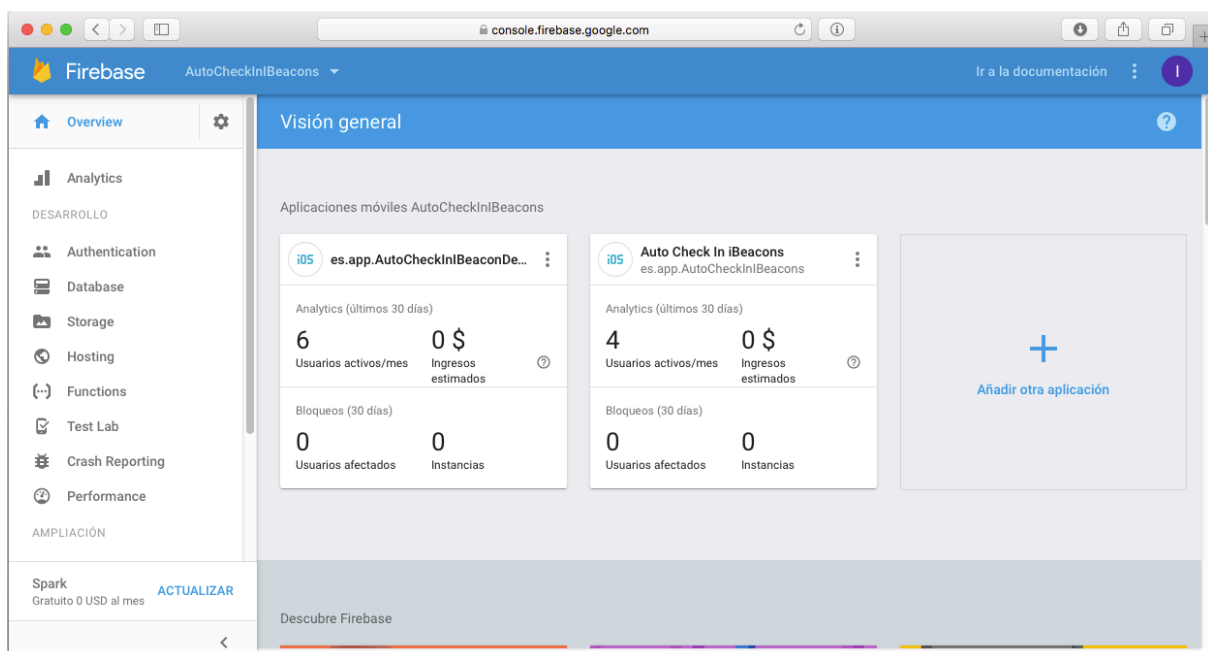 console.firebase.google.com
Firebase
AutoCheckInIBeacons
Ir a la documentación
I
Overview
Visión general
?
Analytics
DESARROLLO
Authentication
Database
Storage
Hosting
Functions
Test Lab
Crash Reporting
Performance
AMPLIACIÓN
Spark
Gratuito 0 USD al mes
ACTUALIZAR
Aplicaciones móviles AutoCheckInIBeacons
iOS
es.app.AutoCheckInIBeaconDe...
Analytics (últimos 30 días)
6
Usuarios activos/mes
0 $
Ingresos
estimados
?
Bloqueos (30 días)
0
Usuarios afectados
0
Instancias
iOS
Auto Check In iBeacons
es.app.AutoCheckInIBeacons
Analytics (últimos 30 días)
4
Usuarios activos/mes
0 $
Ingresos
estimados
?
Bloqueos (30 días)
0
Usuarios afectados
0
Instancias
Añadir otra aplicación
Descubre Firebase